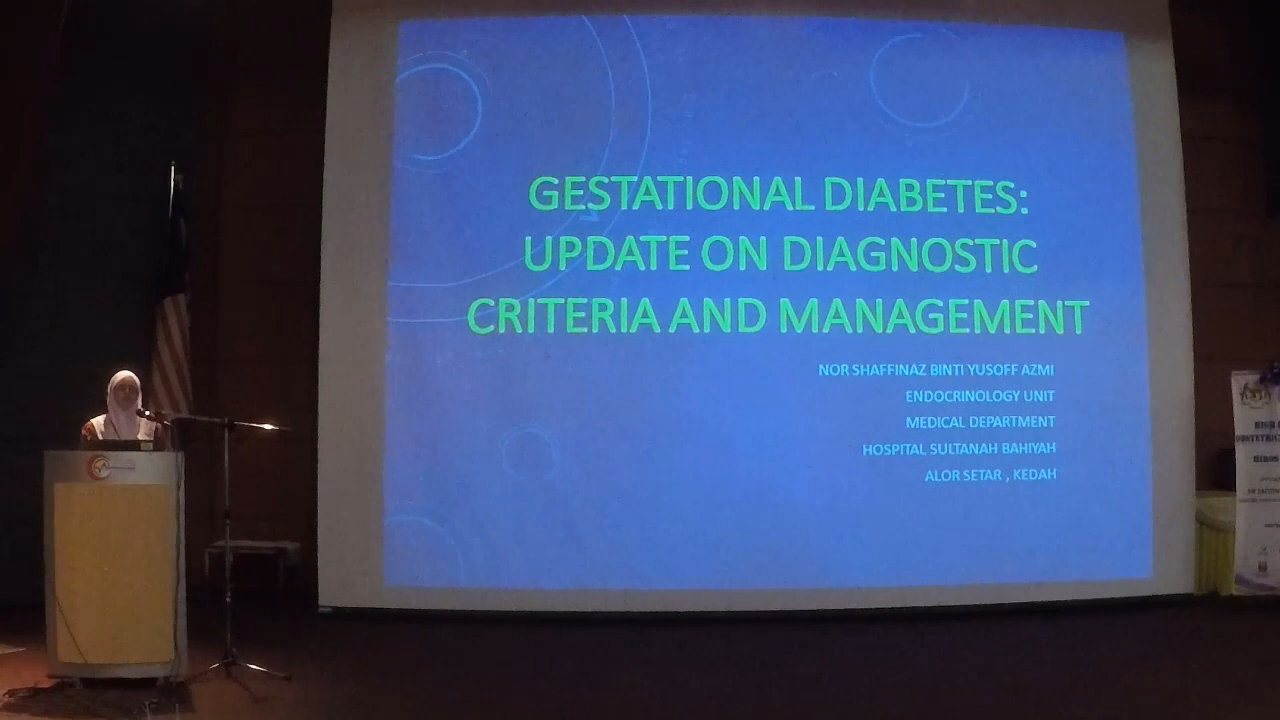 GESTATIONAL DIABETES:
UPDATE ON DIAGNOSTIC
CRITERIA AND MANAGEMENT
NOR SHAFFINAZ BINTI YUSOFF AZMI
ENDOCRINOLOGY UNIT
MEDICAL DEPARTMENT
HOSPITAL SULTANAH BAHIYAH
ALOR SETAR , KEDAH